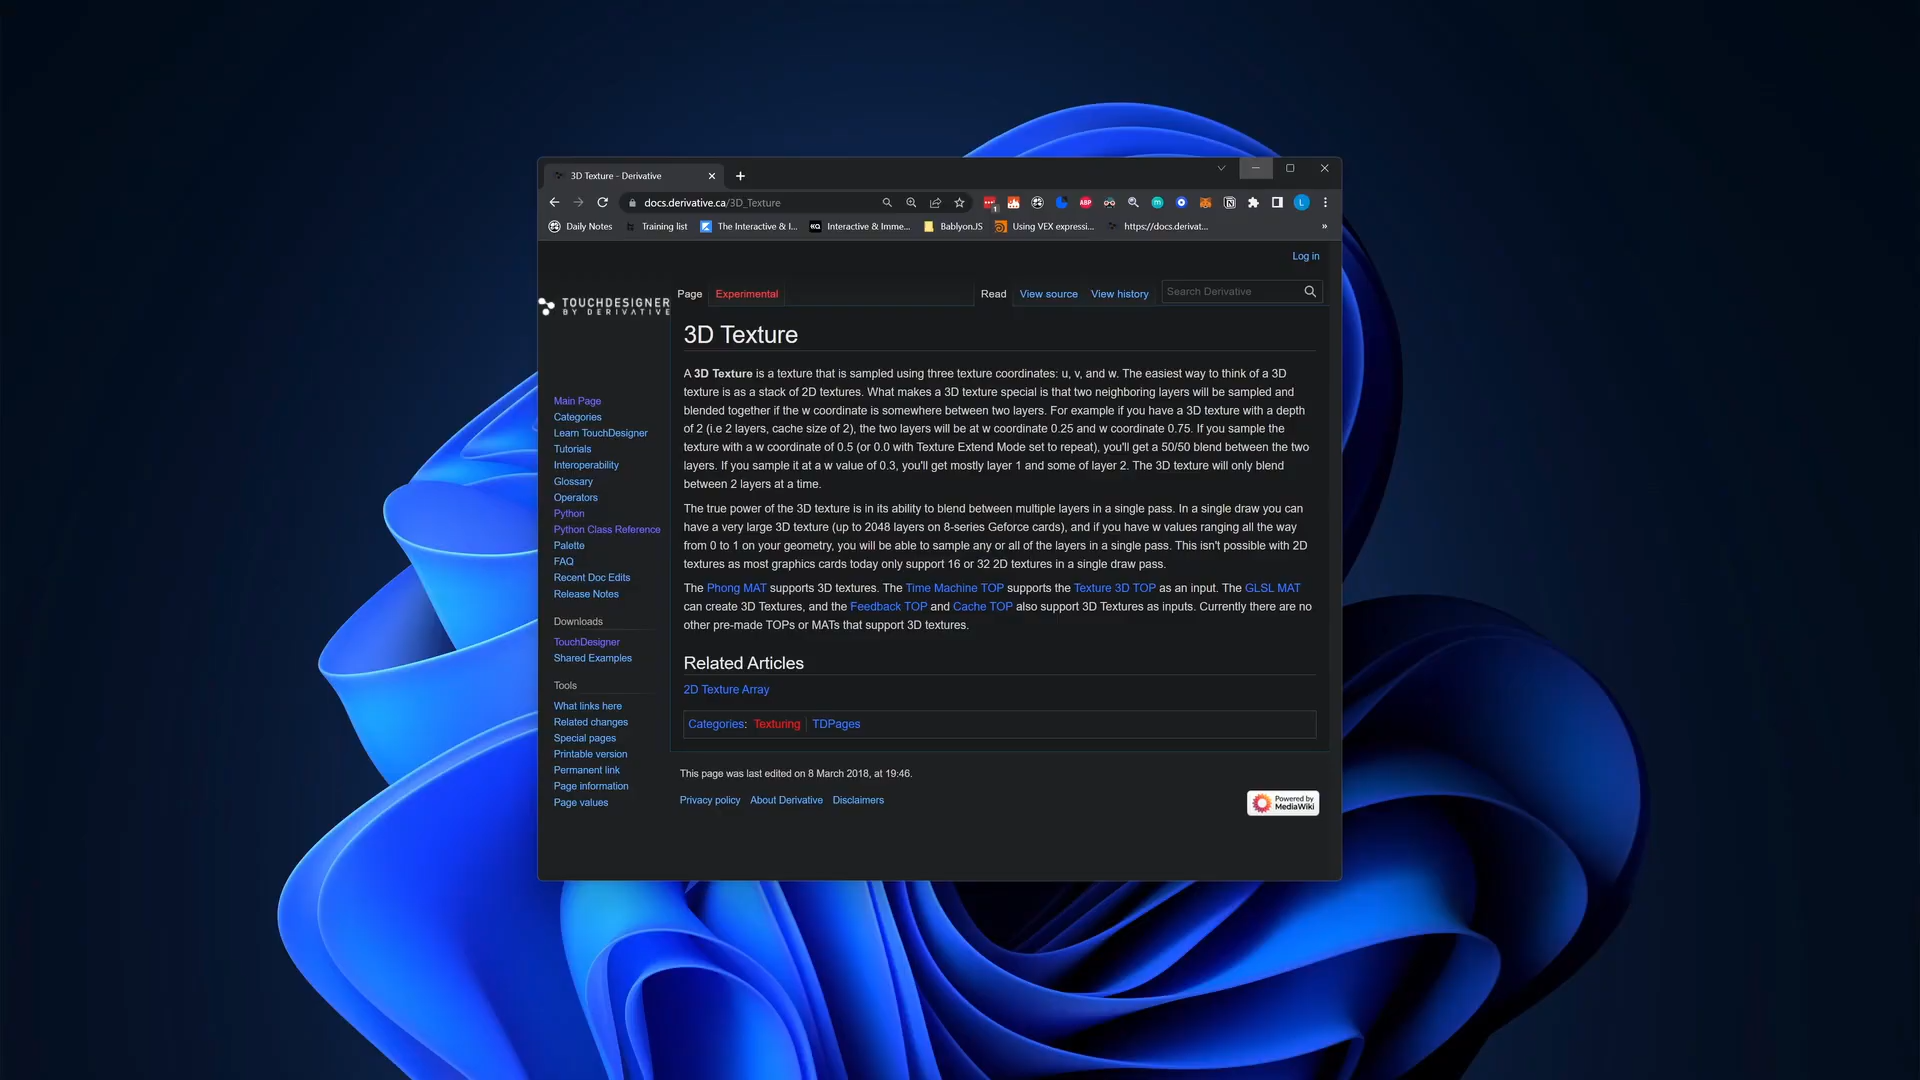 3D Texture - Derivative
docs.derivative.ca/3D_Texture
1
ABP
m
L
Daily Notes
Training list
The Interactive & I...
Interactive & Imme...
BablyonJS
Using VEX expressi...
https://docs.derivat...
»
Log in
TOUCHDESIGNER
BY DERIVATIVE
Page
Experimental
Read
View source
View history
Search Derivative
3D Texture
A 3D Texture is a texture that is sampled using three texture coordinates: u, v, and w. The easiest way to think of a 3D
texture is as a stack of 2D textures. What makes a 3D texture special is that two neighboring layers will be sampled and
blended together if the w coordinate is somewhere between two layers. For example if you have a 3D texture with a depth
of 2 (i.e 2 layers, cache size of 2), the two layers will be at w coordinate 0.25 and w coordinate 0.75. If you sample the
texture with a w coordinate of 0.5 (or 0.0 with Texture Extend Mode set to repeat), you'll get a 50/50 blend between the two
layers. If you sample it at a w value of 0.3, you'll get mostly layer 1 and some of layer 2. The 3D texture will only blend
between 2 layers at a time.
The true power of the 3D texture is in its ability to blend between multiple layers in a single pass. In a single draw you can
have a very large 3D texture (up to 2048 layers on 8-series Geforce cards), and if you have w values ranging all the way
from 0 to 1 on your geometry, you will be able to sample any or all of the layers in a single pass. This isn't possible with 2D
textures as most graphics cards today only support 16 or 32 2D textures in a single draw pass.
The Phong MAT supports 3D textures. The Time Machine TOP supports the Texture 3D TOP as an input. The GLSL MAT
can create 3D Textures, and the Feedback TOP and Cache TOP also support 3D Textures as inputs. Currently there are no
other pre-made TOPs or MATs that support 3D textures.
Related Articles
2D Texture Array
Categories: Texturing | TDPages
This page was last edited on 8 March 2018, at 19:46.
Privacy policy
About Derivative
Disclaimers
Powered by
MediaWiki
Main Page
Categories
Learn TouchDesigner
Tutorials
Interoperability
Glossary
Operators
Python
Python Class Reference
Palette
FAQ
Recent Doc Edits
Release Notes
Downloads
TouchDesigner
Shared Examples
Tools
What links here
Related changes
Special pages
Printable version
Permanent link
Page information
Page values